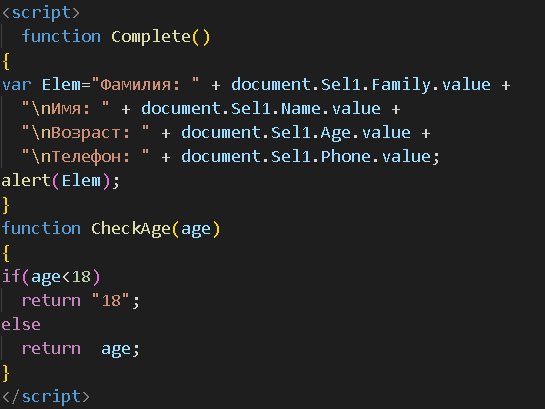 <script>
function Complete()
{
var Elem="Фамилия: " + document.Sel1.Family.value +
"\nИмя: " + document.Sel1.Name.value +
"\nВозраст: " + document.Sel1.Age.value +
"\nТелефон: " + document.Sel1.Phone.value;
alert(Elem);
}
function CheckAge(age)
{
if(age<18)
return "18";
else
return  age;
}
</script>